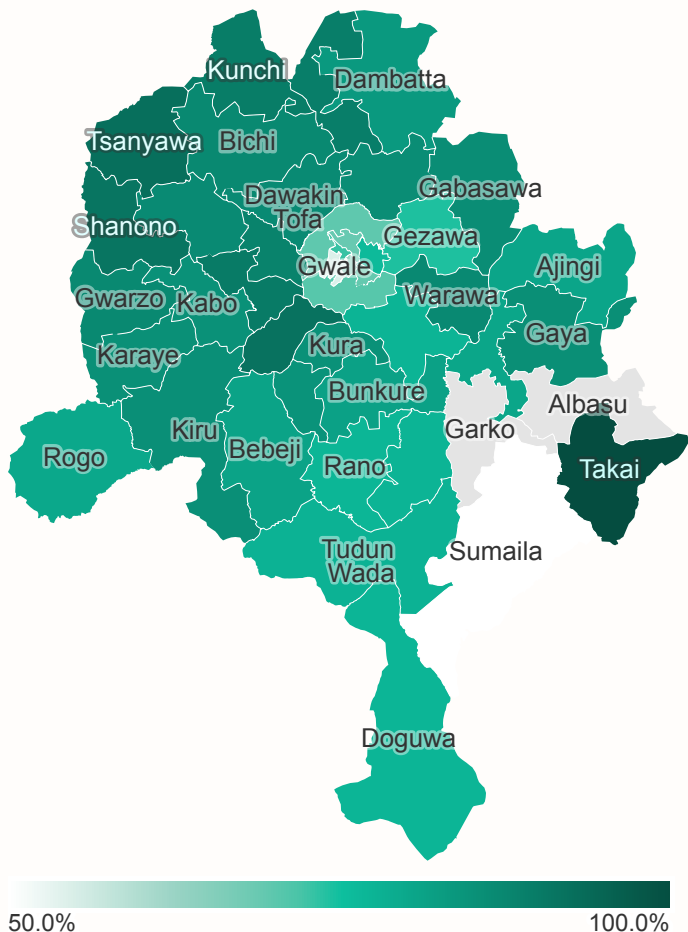 Kunchi
Dambatta
Tsanyawa
Bichi
Dawakin
Tofa
Gabasawa
Shanono
Gezawa
Gwale
Ajingi
Gwarzo
Kabo
Warawa
Gaya
Karaye
Kura
Bunkure
Albasu
Kiru
Garko
Bebeji
Rogo
Rano
Takai
Tudun
Wada
Sumaila
Doguwa
50.0%
100.0%